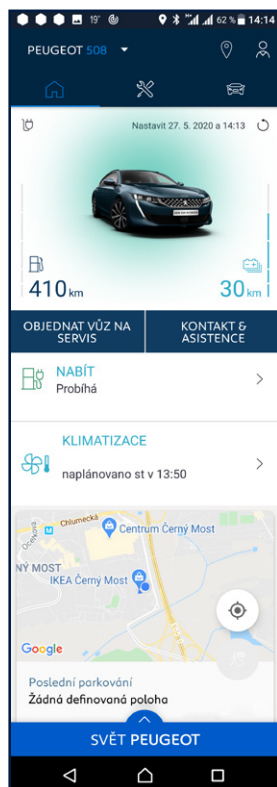 19° 62 % 14:14
PEUGEOT 508
Nastavit 27. 5. 2020 a 14:13
410 km
30 km
OBJEDNAT VŮZ NA
SERVIS
KONTAKT &
ASISTENCE
NABÍT
Probíhá
KLIMATIZACE
naplánovano st v 13:50
Chlumecká
Ocelkova
Centrum Černý Most
NÝ MOST
IKEA Černý Most
Google
Poslední parkování
Žádná definovaná poloha
SVĚT PEUGEOT